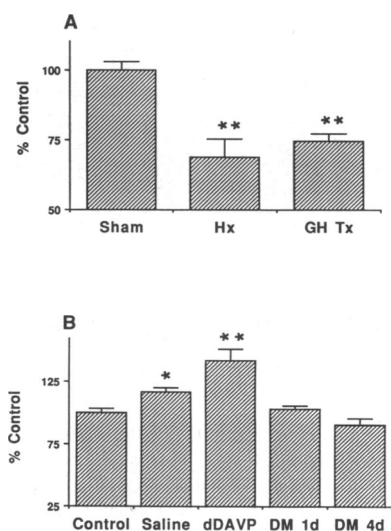 A
% Control
100
75
50
**
**
Sham Hx GH Tx
B
% Control
125
75
25
*
**
Control Saline dDAVP DM 1d DM 4d